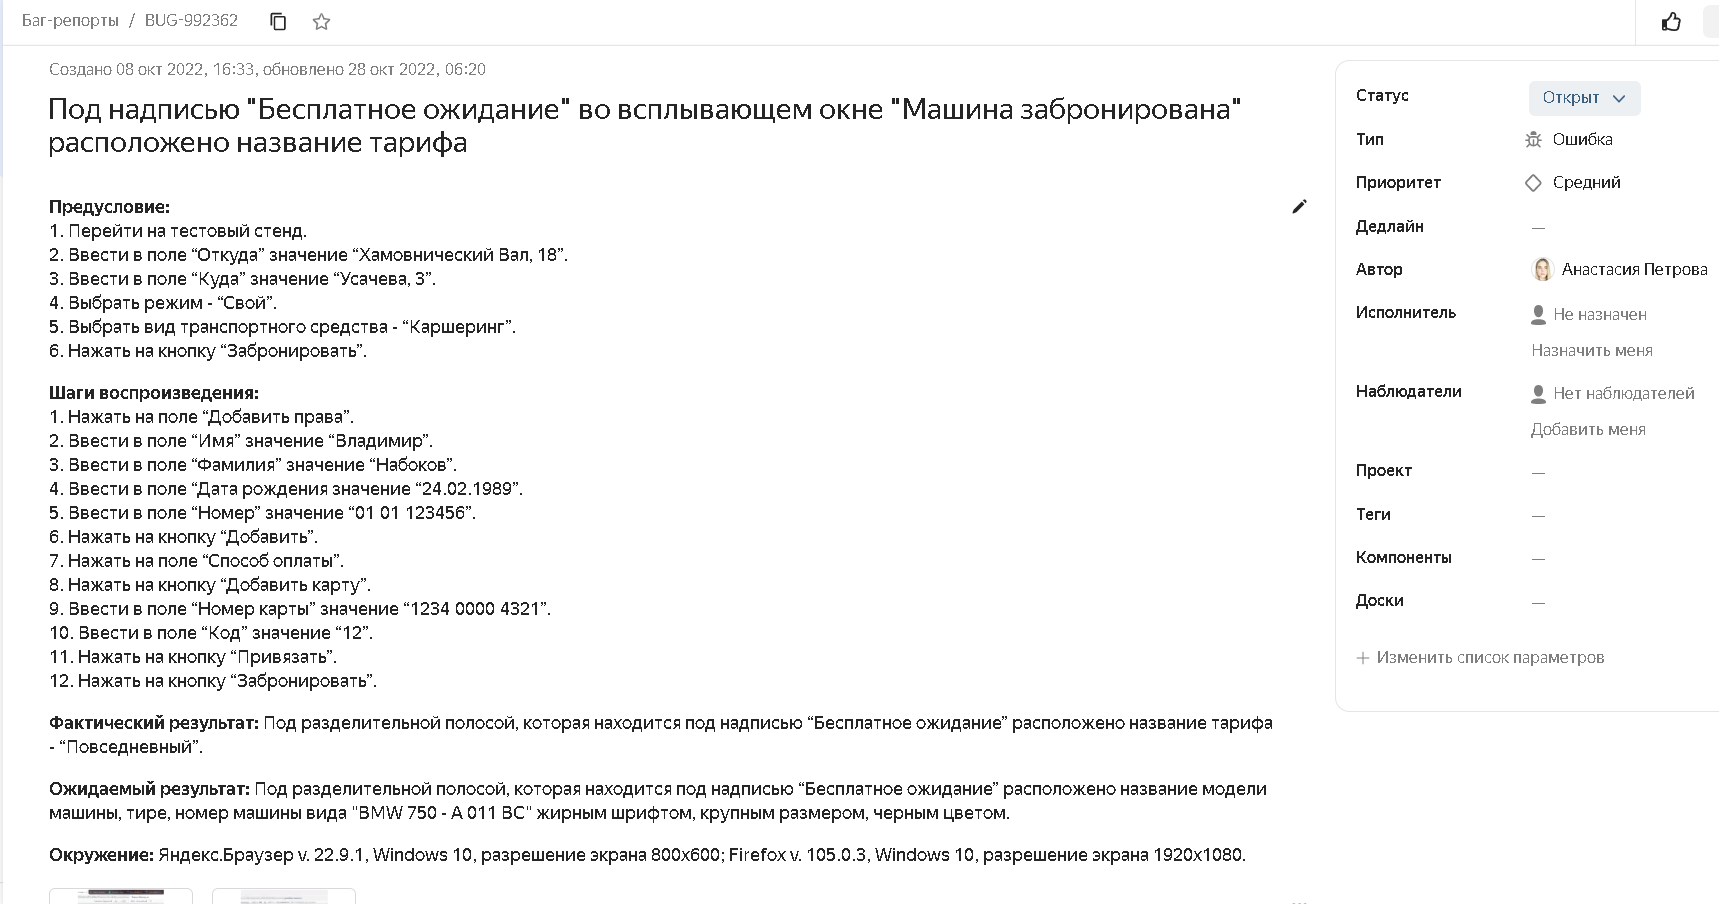 Баг-репорты / BUG-992362
Создано 08 окт 2022, 16:33, обновлено 28 окт 2022, 06:20
Под надписью "Бесплатное ожидание" во всплывающем окне "Машина забронирована"
расположено название тарифа
Предусловие:
1. Перейти на тестовый стенд.
2. Ввести в поле “Откуда” значение “Хамовнический Вал, 18”.
3. Ввести в поле “Куда” значение “Усачева, 3”.
4. Выбрать режим - “Свой”.
5. Выбрать вид транспортного средства - “Каршеринг”.
6. Нажать на кнопку “Забронировать”.
Шаги воспроизведения:
1. Нажать на поле “Добавить права”.
2. Ввести в поле “Имя” значение “Владимир”.
3. Ввести в поле “Фамилия” значение “Набоков”.
4. Ввести в поле “Дата рождения значение “24.02.1989”.
5. Ввести в поле “Номер” значение “01 01 123456”.
6. Нажать на кнопку “Добавить”.
7. Нажать на поле “Способ оплаты”.
8. Нажать на кнопку “Добавить карту”.
9. Ввести в поле “Номер карты” значение “1234 0000 4321”.
10. Ввести в поле “Код” значение “12”.
11. Нажать на кнопку “Привязать”.
12. Нажать на кнопку “Забронировать”.
Фактический результат: Под разделительной полосой, которая находится под надписью “Бесплатное ожидание” расположено название тарифа
- “Повседневный”.
Ожидаемый результат: Под разделительной полосой, которая находится под надписью “Бесплатное ожидание” расположено название модели
машины, тире, номер машины вида "BMW 750 - А 011 ВС" жирным шрифтом, крупным размером, черным цветом.
Окружение: Яндекс.Браузер v. 22.9.1, Windows 10, разрешение экрана 800x600; Firefox v. 105.0.3, Windows 10, разрешение экрана 1920x1080.
Статус Открыт
Тип Ошибка
Приоритет Средний
Дедлайн —
Автор Анастасия Петрова
Исполнитель Не назначен
Назначить меня
Наблюдатели Нет наблюдателей
Добавить меня
Проект —
Теги —
Компоненты —
Доски —
+ Изменить список параметров